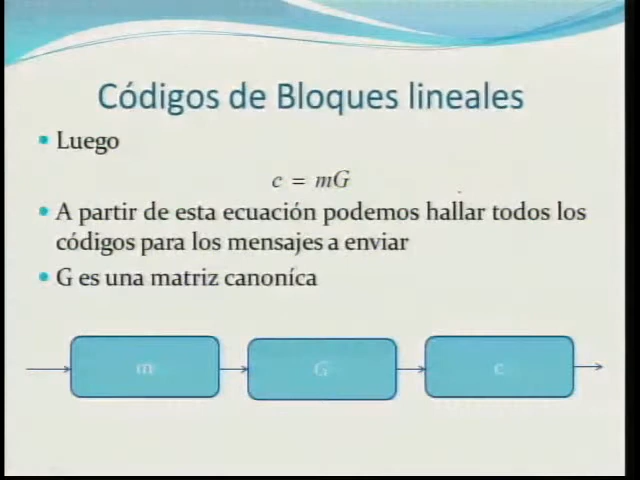 Códigos de Bloques lineales
• Luego
c = mG
• A partir de esta ecuación podemos hallar todos los
códigos para los mensajes a enviar
• G es una matriz canoníca
m G c